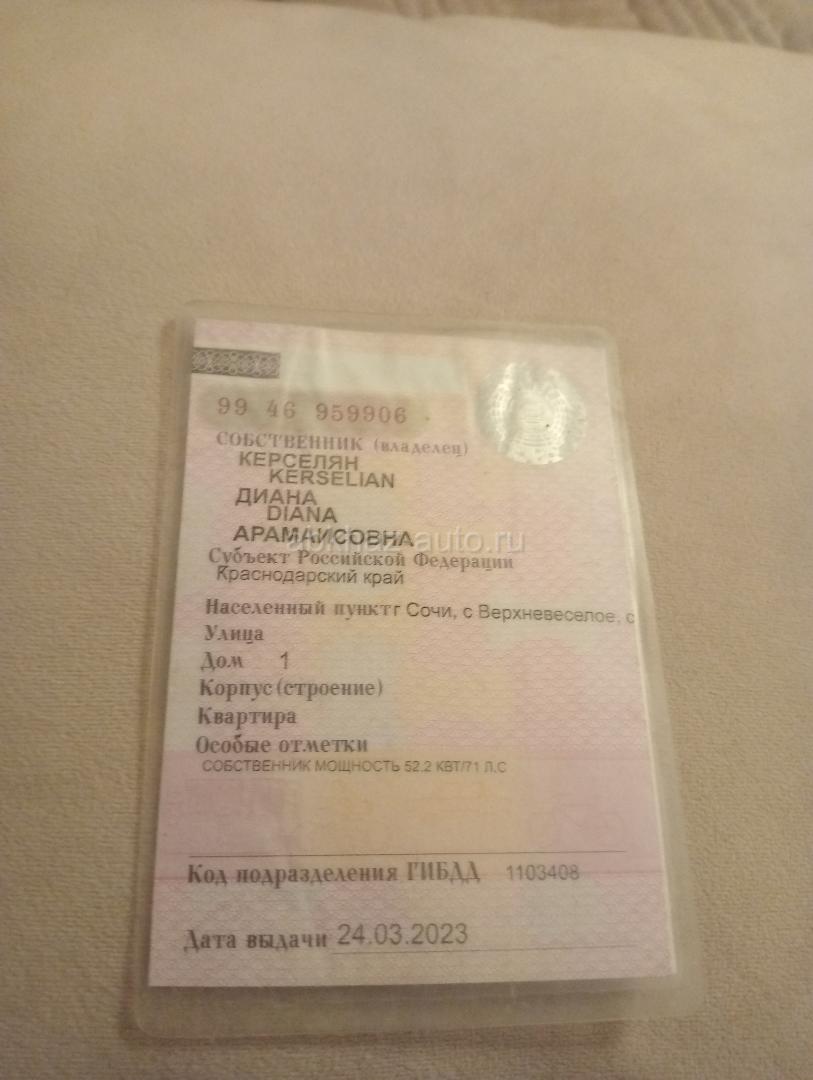 99 46 959906
СОБСТВЕННИК (владелец)
КЕРСЕЛЯН
KERSELIAN
ДИАНА
DIANA
АРАМАИСОВНА
auto.ru
Субъект Российской Федерации
Краснодарский край
Населенный пункт г Сочи, с Верхневеселое, с
Улица
Дом 1
Корпус (строение)
Квартира
Особые отметки
СОБСТВЕННИК МОЩНОСТЬ 52.2 КВТ/71 Л.С
Код подразделения ГИБДД 1103408
Дата выдачи 24.03.2023